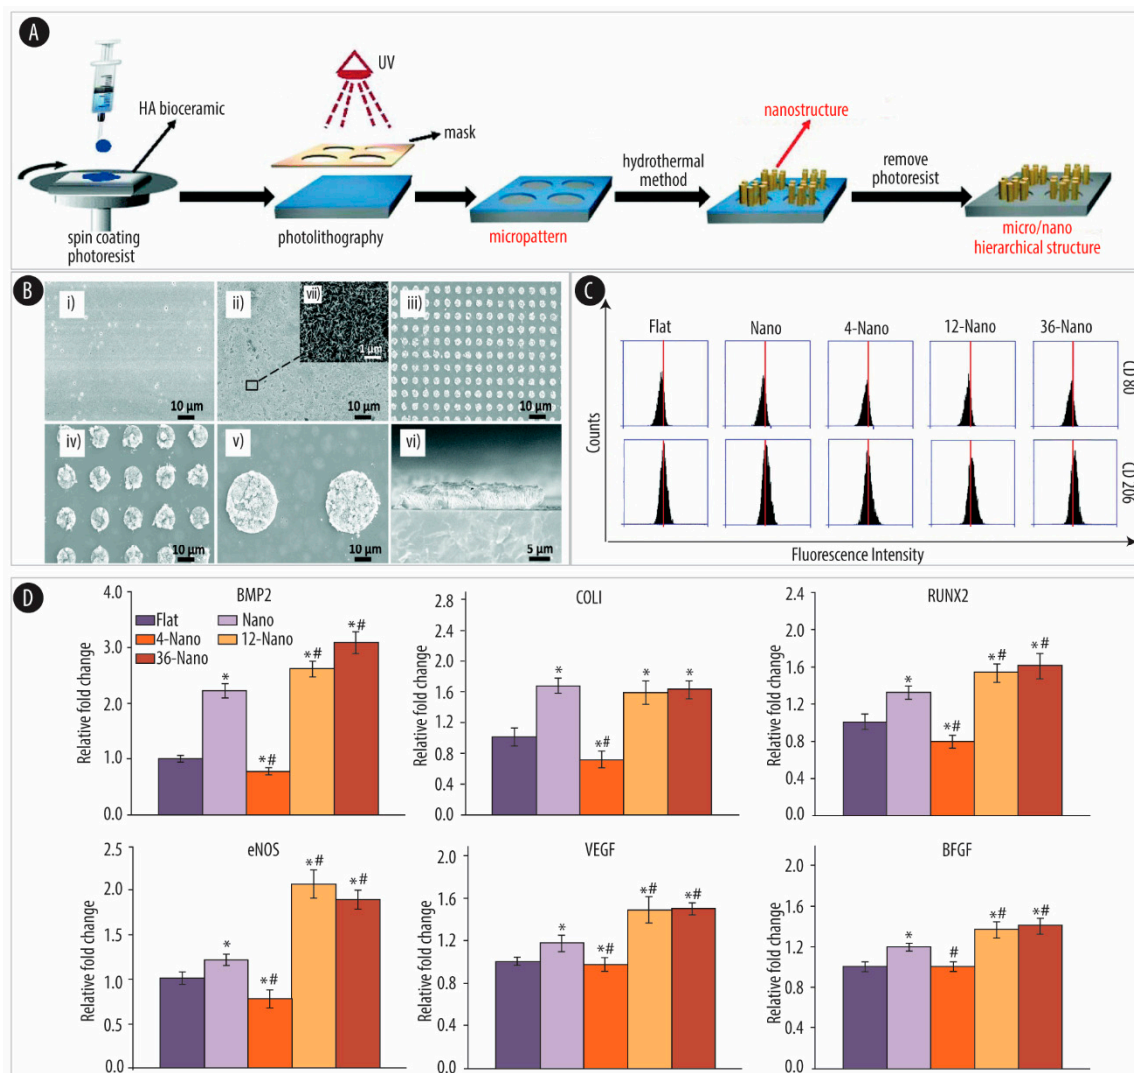 A
UV
HA bioceramic
mask
nanostructure
hydrothermal
method
remove
photoresist
spin coating
photoresist
photolithography
micropattern
micro/nano
hierarchical structure
B
i)
10 µm
ii)
vii)
1 µm
10 µm
iii)
10 µm
iv)
10 µm
v)
10 µm
vi)
5 µm
C
Flat
Nano
4-Nano
12-Nano
36-Nano
CD 80
CD 206
Counts
Fluorescence Intensity
D
BMP2
Relative fold change
4.0
3.0
2.0
1.0
0.0
Flat
Nano
4-Nano
12-Nano
36-Nano
*
*#
*#
*#
COLI
Relative fold change
2.8
2.4
2.0
1.6
1.2
0.8
0.4
0.0
*
*#
*
*
RUNX2
Relative fold change
2.4
2.0
1.6
1.2
0.8
0.4
0.0
*
*#
*#
*#
eNOS
Relative fold change
2.5
2.0
1.5
1.0
0.5
0.0
*
*#
*#
*#
VEGF
Relative fold change
2.0
1.6
1.2
0.8
0.4
0.0
*
*#
*#
*#
BFGF
Relative fold change
2.0
1.6
1.2
0.8
0.4
0.0
*
#
*#
*#